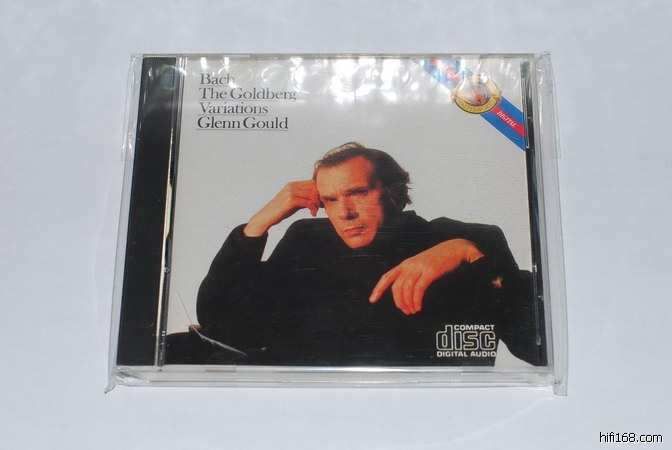 Bach
The Goldberg
Variations
Glenn Gould
DIGITAL
COMPACT
disc
DIGITAL AUDIO
hifi168.com